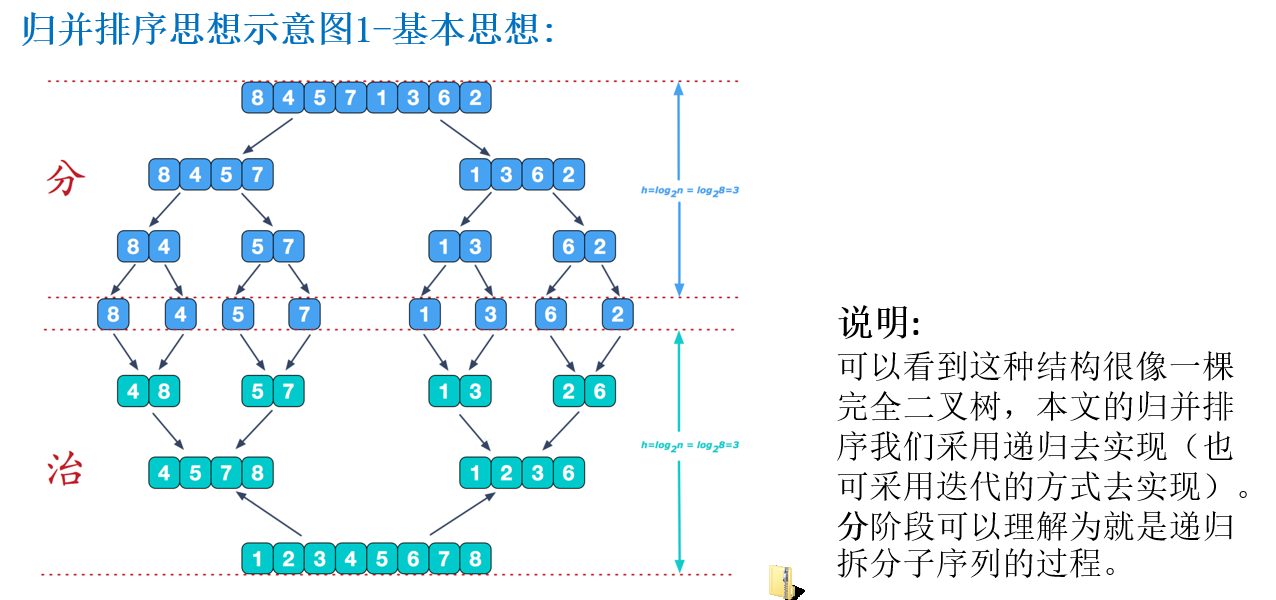 归并排序思想示意图1-基本思想:
8 4 5 7 1 3 6 2
分
8 4 5 7
1 3 6 2
h=log2n = log28=3
8 4
5 7
1 3
6 2
8
4
5
7
1
3
6
2
4 8
5 7
1 3
2 6
h=log2n = log28=3
治
4 5 7 8
1 2 3 6
1 2 3 4 5 6 7 8
说明:
可以看到这种结构很像一棵
完全二叉树，本文的归并排
序我们采用递归去实现（也
可采用迭代的方式去实现）。
分阶段可以理解为就是递归
拆分子序列的过程。